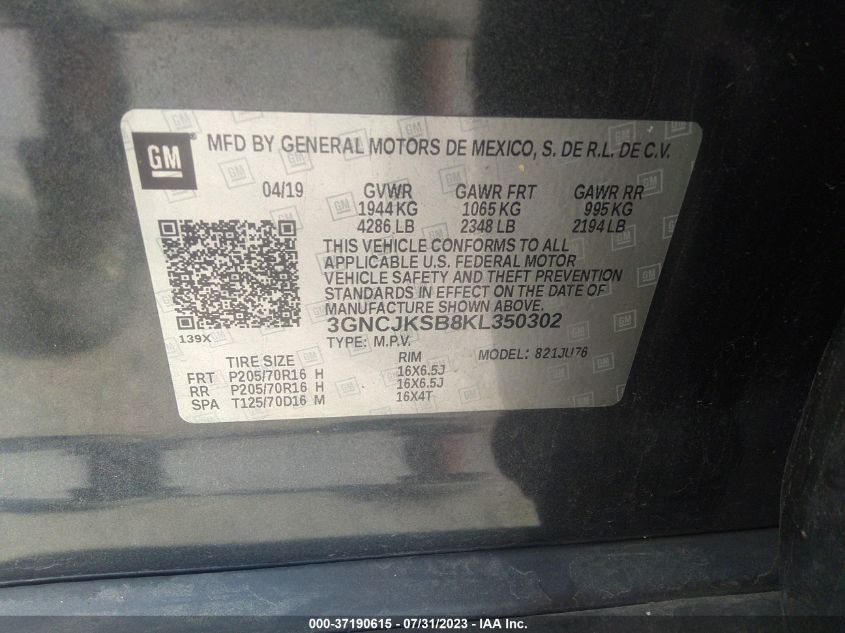 GM
MFD BY GENERAL MOTORS DE MEXICO, S. DE R.L. DE C.V.
04/19 GVWR GAWR FRT GAWR RR
1944 KG 1065 KG 995 KG
4286 LB 2348 LB 2194 LB
THIS VEHICLE CONFORMS TO ALL
APPLICABLE U.S. FEDERAL MOTOR
VEHICLE SAFETY AND THEFT PREVENTION
STANDARDS IN EFFECT ON THE DATE OF
MANUFACTURE SHOWN ABOVE.
139X 3GNCJKSB8KL350302
TYPE: M.P.V. MODEL: 821JU76
TIRE SIZE RIM
FRT P205/70R16 H 16X6.5J
RR P205/70R16 H 16X6.5J
SPA T125/70D16 M 16X4T
000-37190615 - 07/31/2023 - IAA Inc.